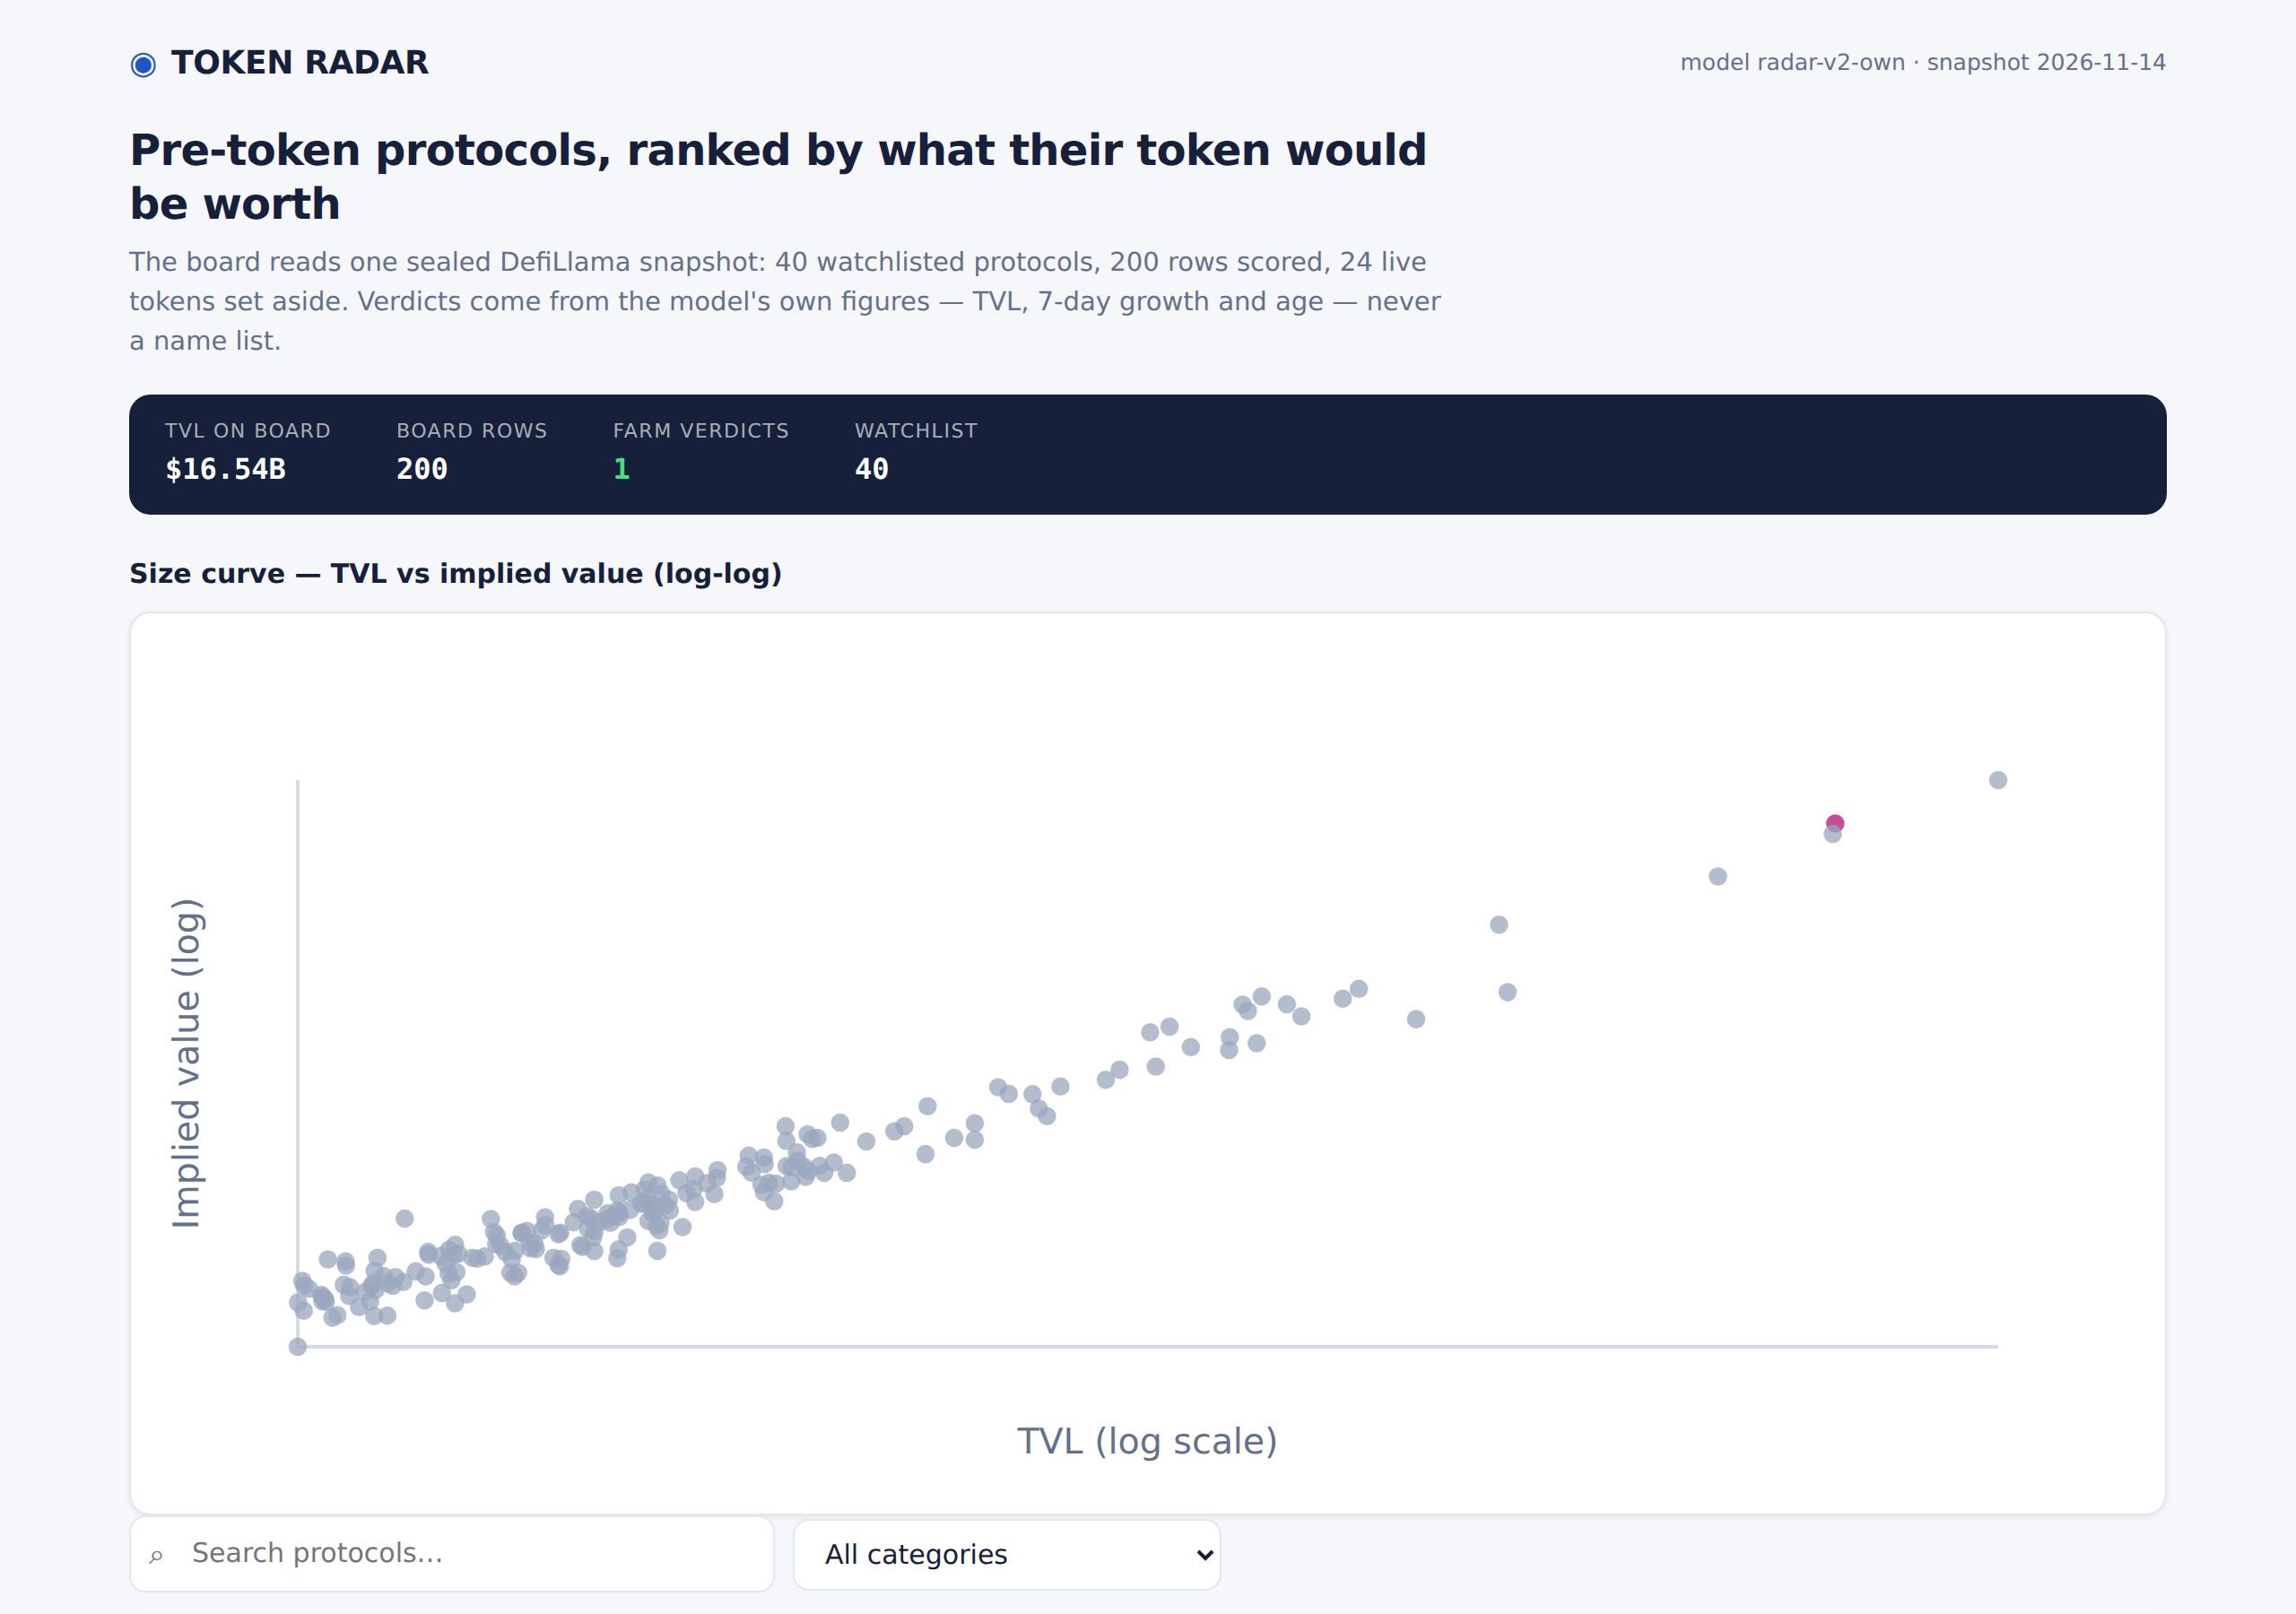 ◉ TOKEN RADAR
model radar-v2-own · snapshot 2026-11-14
Pre-token protocols, ranked by what their token would
be worth
The board reads one sealed DefiLlama snapshot: 40 watchlisted protocols, 200 rows scored, 24 live
tokens set aside. Verdicts come from the model's own figures — TVL, 7-day growth and age — never
a name list.
TVL ON BOARD
$16.54B
BOARD ROWS
200
FARM VERDICTS
1
WATCHLIST
40
Size curve — TVL vs implied value (log-log)
Implied value (log)
TVL (log scale)
Search protocols...
All categories